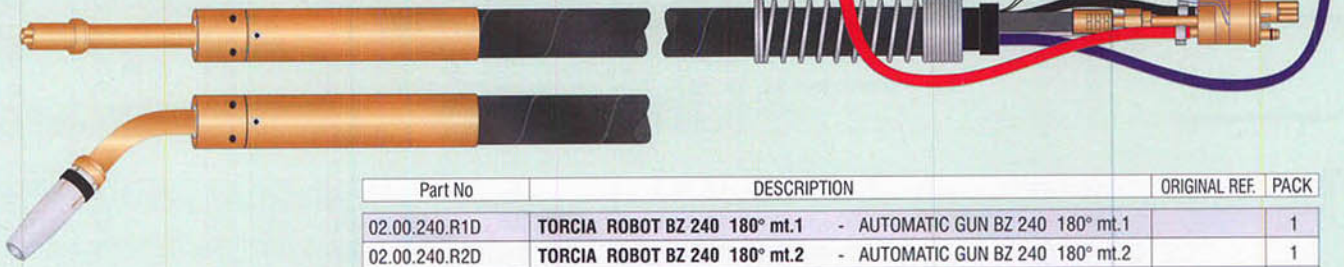 Part No DESCRIPTION ORIGINAL REF. PACK
02.00.240.R1D TORCIA ROBOT BZ 240 180° mt.1 - AUTOMATIC GUN BZ 240 180° mt.1 1
02.00.240.R2D TORCIA ROBOT BZ 240 180° mt.2 - AUTOMATIC GUN BZ 240 180° mt.2 1